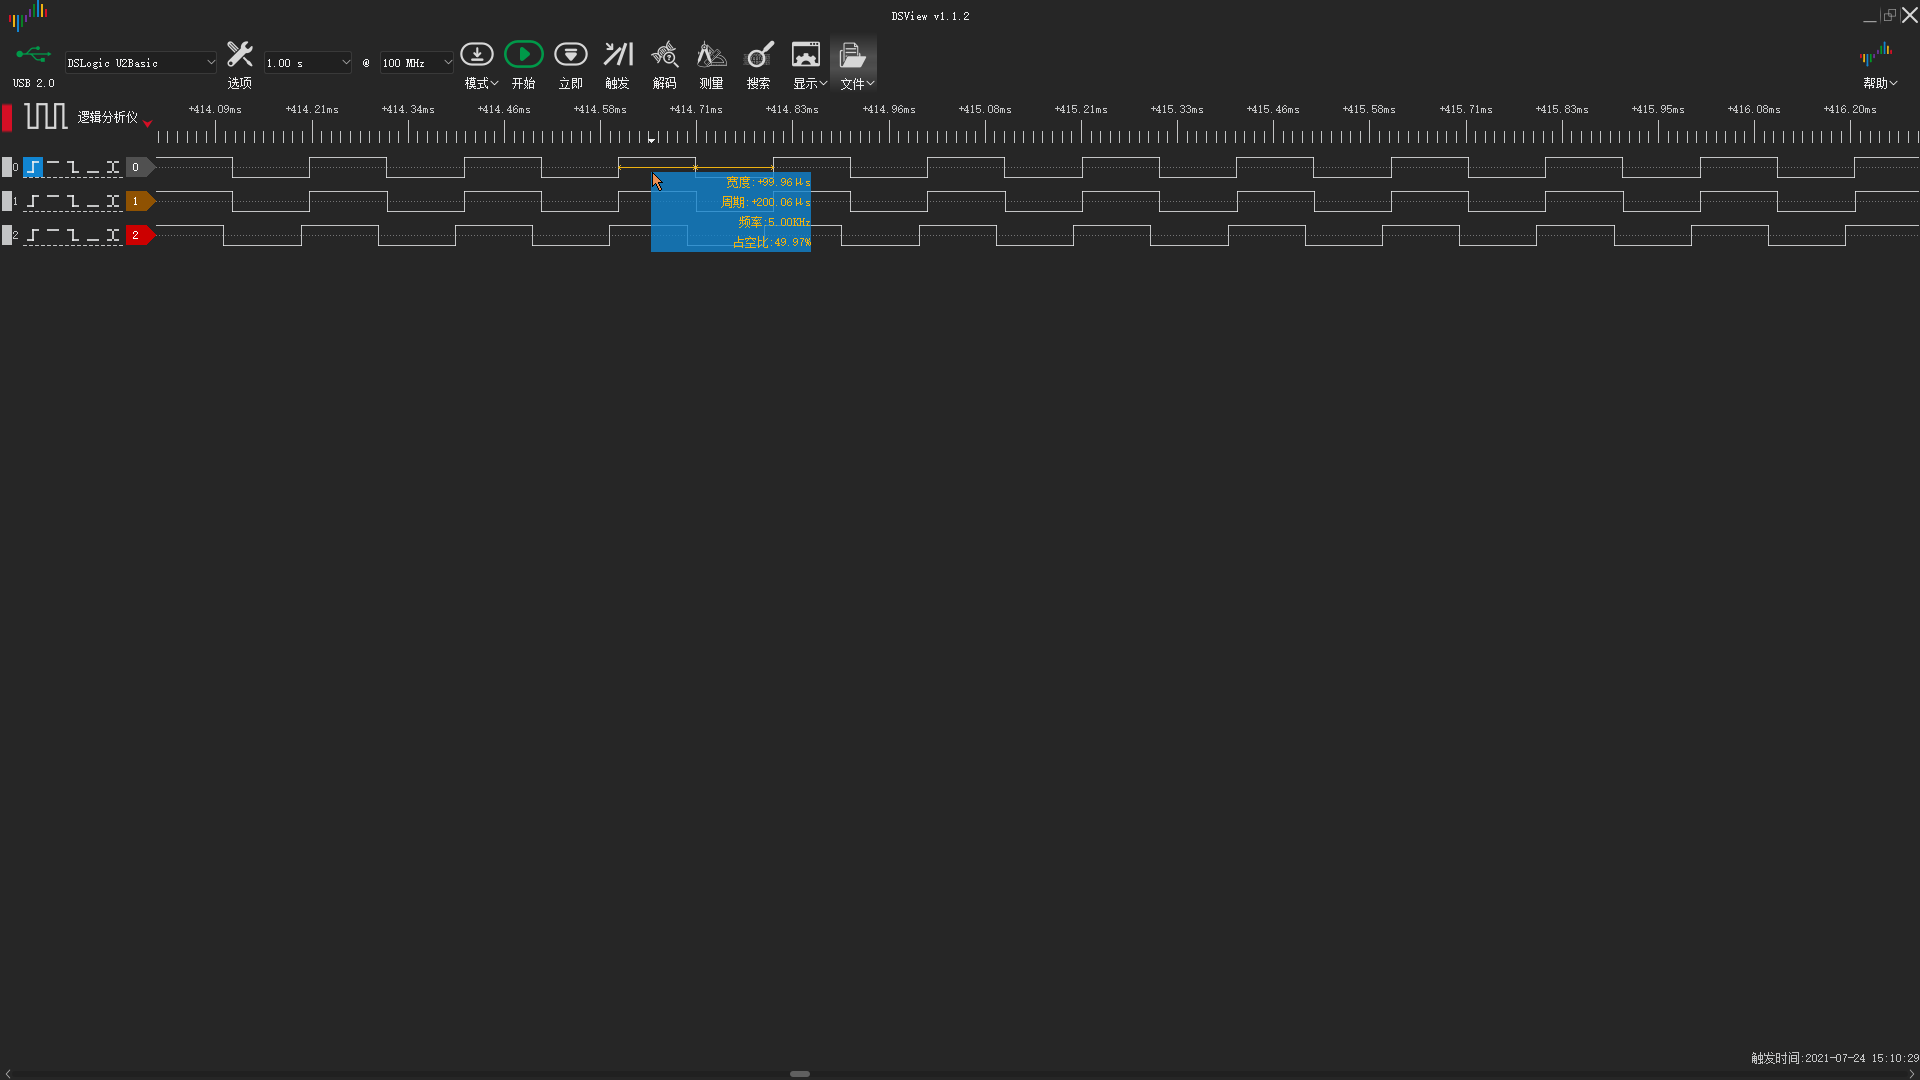 DSView v1.1.2
USB 2.0
DSLogic U2Basic
选项
1.00 s
@
100 MHz
模式
开始
立即
触发
解码
测量
搜索
显示
文件
帮助
逻辑分析仪
+414.09ms +414.21ms +414.34ms +414.46ms +414.58ms +414.71ms +414.83ms +414.96ms +415.08ms +415.21ms +415.33ms +415.46ms +415.58ms +415.71ms +415.83ms +415.95ms +416.08ms +416.20ms
0 0
1 1
2 2
宽度:+99.96μs
周期:+200.06μs
频率:5.00KHz
占空比:49.97%
触发时间:2021-07-24 15:10:29